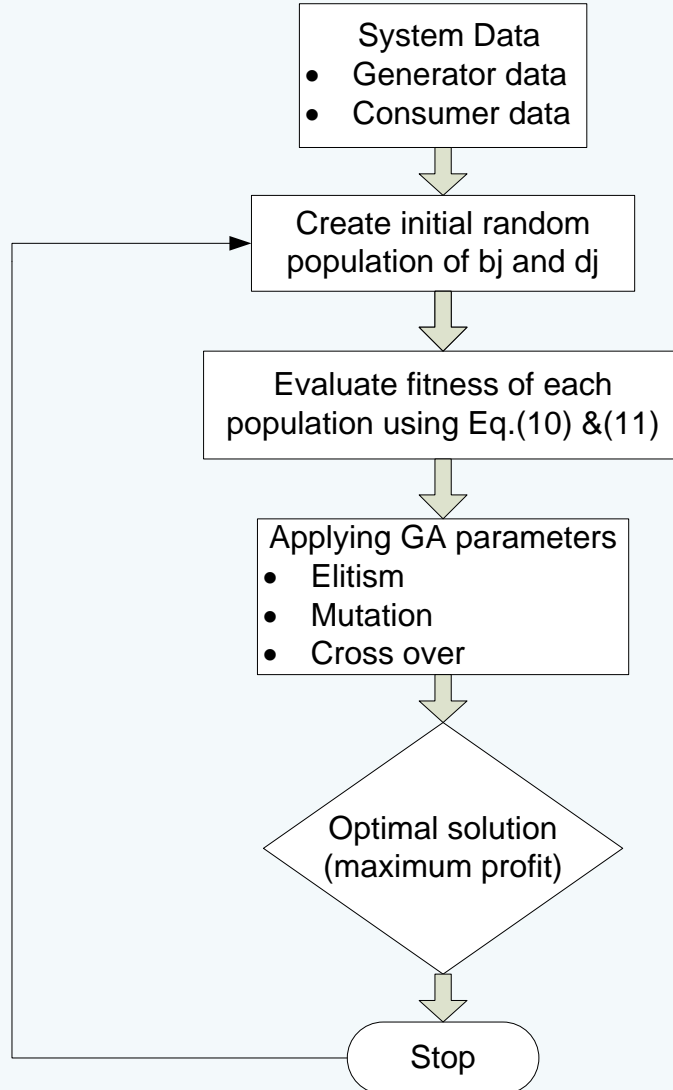 System Data
• Generator data
• Consumer data
Create initial random
population of bj and dj
Evaluate fitness of each
population using Eq.(10) &(11)
Applying GA parameters
• Elitism
• Mutation
• Cross over
Optimal solution
(maximum profit)
Stop